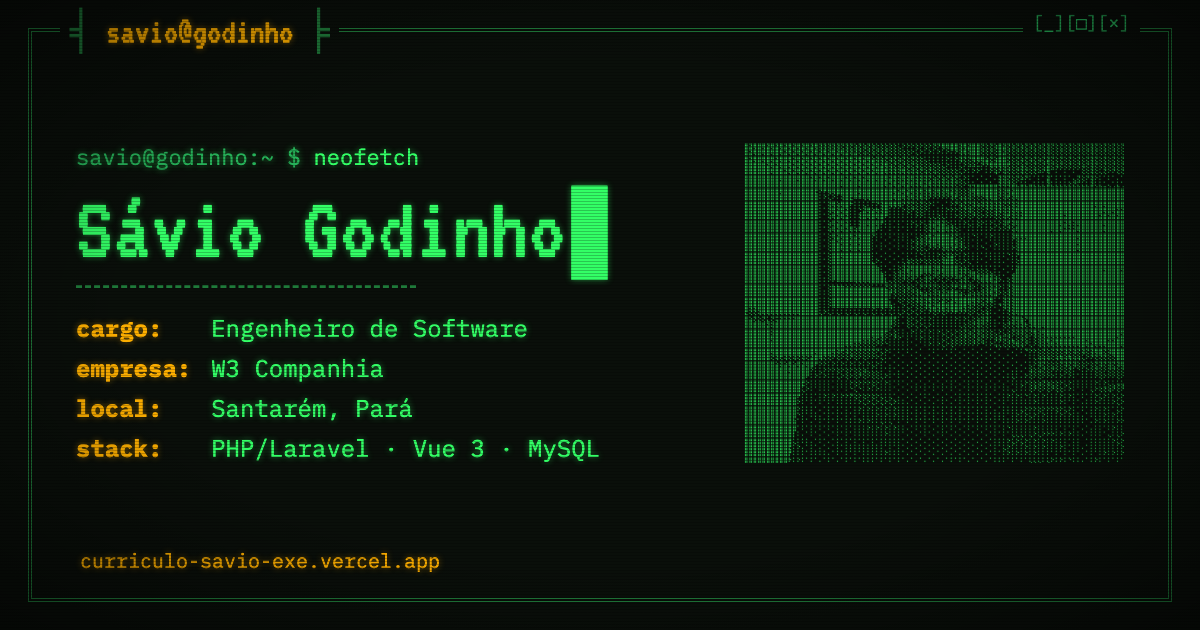 savio@godinho
[_][□][×]
savio@godinho:~ $ neofetch
Sávio Godinho
cargo: Engenheiro de Software
empresa: W3 Companhia
local: Santarém, Pará
stack: PHP/Laravel · Vue 3 · MySQL
curriculo-savio-exe.vercel.app